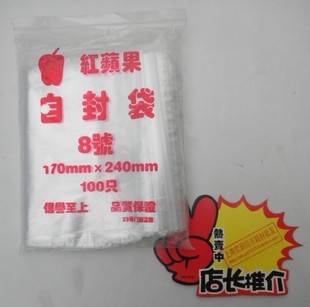 紅蘋果
自封袋
8號
170mm×240mm
100只
信譽至上 品質保證
熱賣中
店长推介